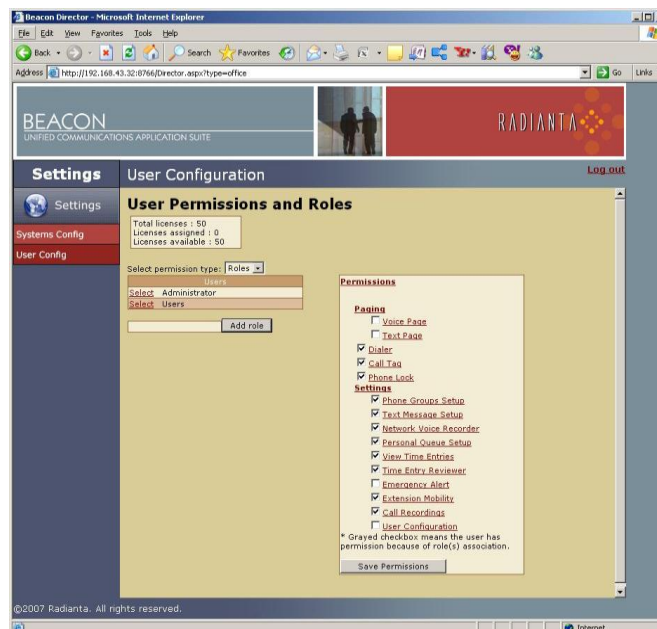 Beacon Director - Microsoft Internet Explorer
File Edit View Favorites Tools Help
Back Search Favorites
Address http://192.168.43.32:8766/Director.aspx?type=office Go Links
BEACON
UNIFIED COMMUNICATIONS APPLICATION SUITE
RADIANTA
Settings
User Configuration
Log out
Settings
Systems Config
User Config
User Permissions and Roles
Total licenses : 50
Licenses assigned : 0
Licenses available : 50
Select permission type: Roles
Users
Select Administrator
Select Users
Add role
Permissions
Paging
Voice Page
Text Page
Dialer
Call Tag
Phone Lock
Settings
Phone Groups Setup
Text Message Setup
Network Voice Recorder
Personal Queue Setup
View Time Entries
Time Entry Reviewer
Emergency Alert
Extension Mobility
Call Recordings
User Configuration
* Grayed checkbox means the user has
permission because of role(s) association.
Save Permissions
©2007 Radianta. All rights reserved.
Internet